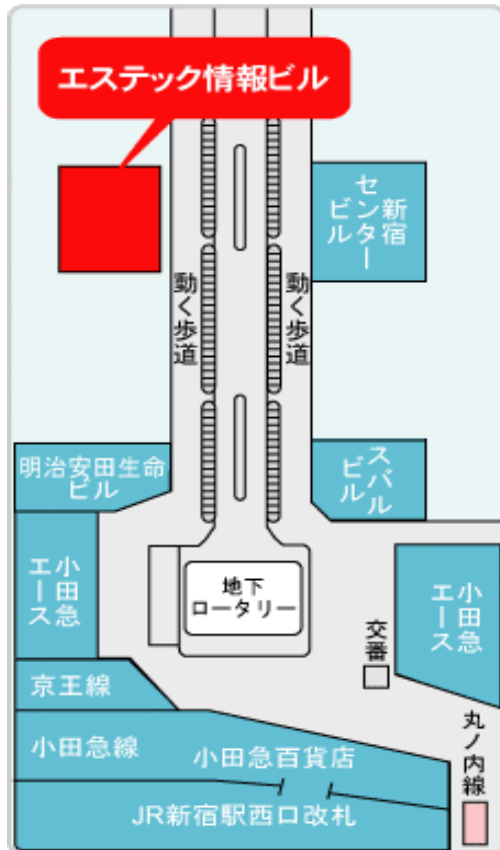 エステック情報ビル
新宿
センター
ビル
動く歩道
動く歩道
明治安田生命
ビル
スバル
ビル
小田急
エース
地下
ロータリー
小田急
エース
交番
京王線
小田急線
小田急百貨店
丸ノ内線
JR新宿駅西口改札